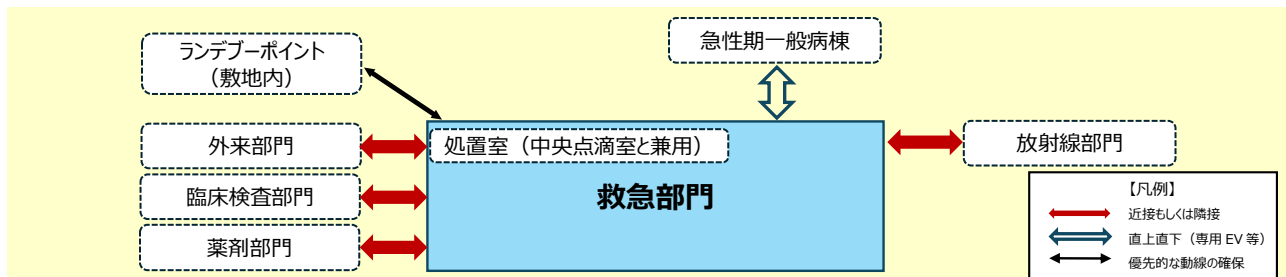 ランデブーポイント
（敷地内）
急性期一般病棟
外来部門
処置室（中央点滴室と兼用）
放射線部門
臨床検査部門
救急部門
薬剤部門
【凡例】
近接もしくは隣接
直上直下（専用 EV 等）
優先的な動線の確保